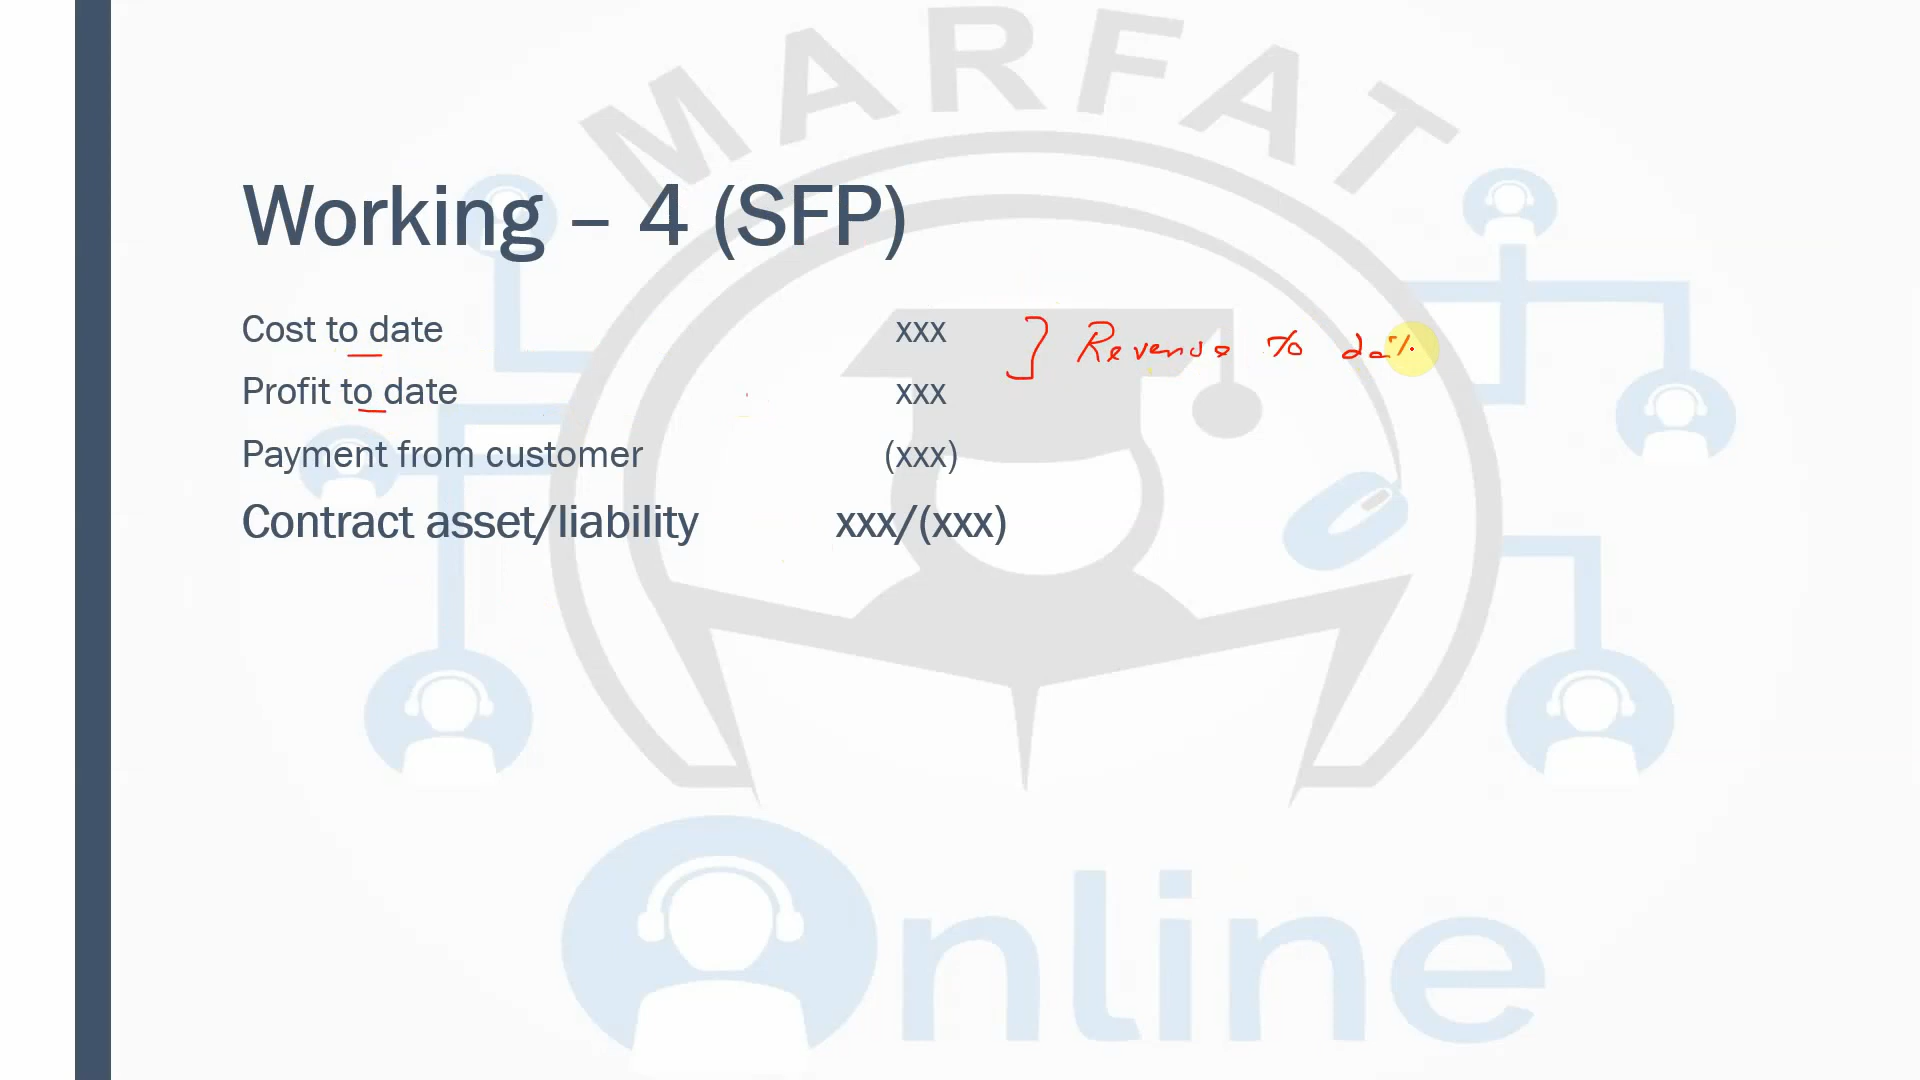 MARFAT
Working – 4 (SFP)
Cost to date xxx
Revenue to date
Profit to date xxx
Payment from customer (xxx)
Contract asset/liability xxx/(xxx)
nline